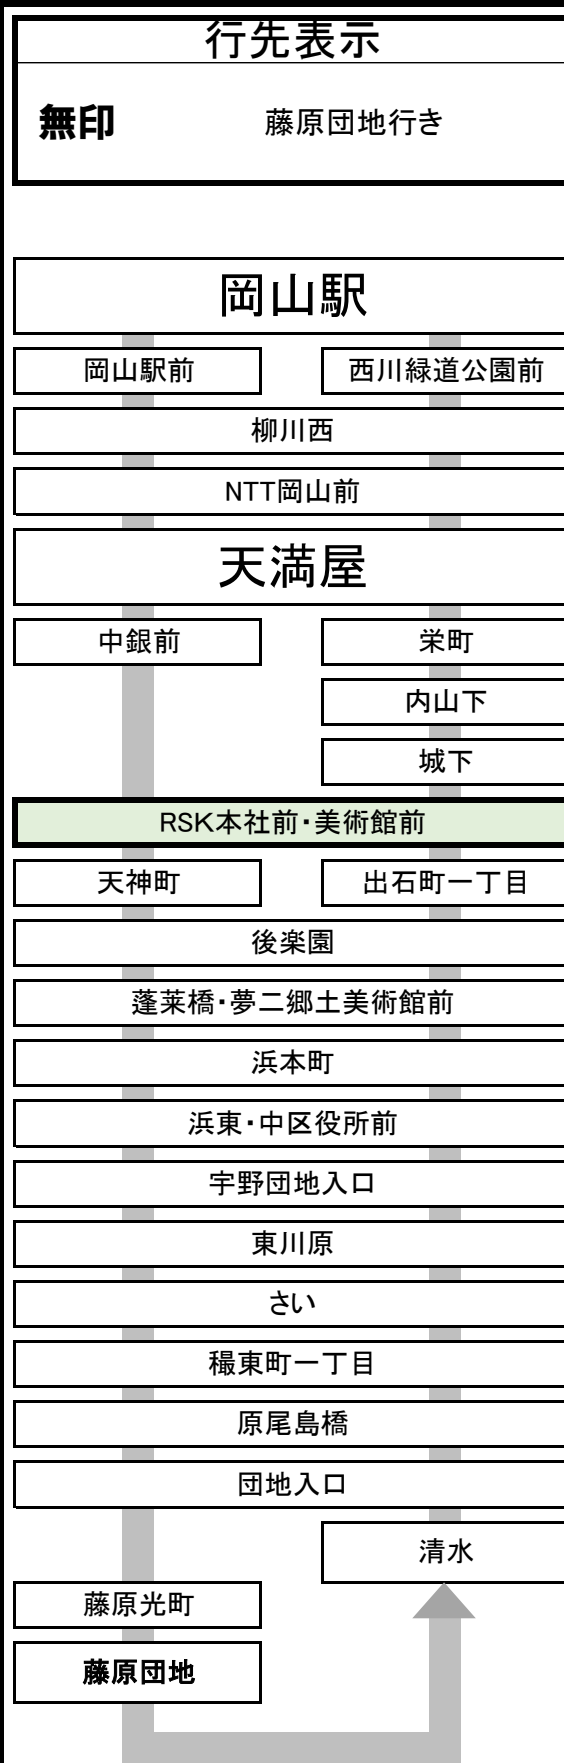 行先表示
無印 藤原団地行き
岡山駅
岡山駅前 西川緑道公園前
柳川西
NTT岡山前
天満屋
中銀前 栄町
内山下
城下
RSK本社前・美術館前
天神町 出石町一丁目
後楽園
蓬莱橋・夢二郷土美術館前
浜本町
浜東・中区役所前
宇野団地入口
東川原
さい
穝東町一丁目
原尾島橋
団地入口
清水
藤原光町
藤原団地